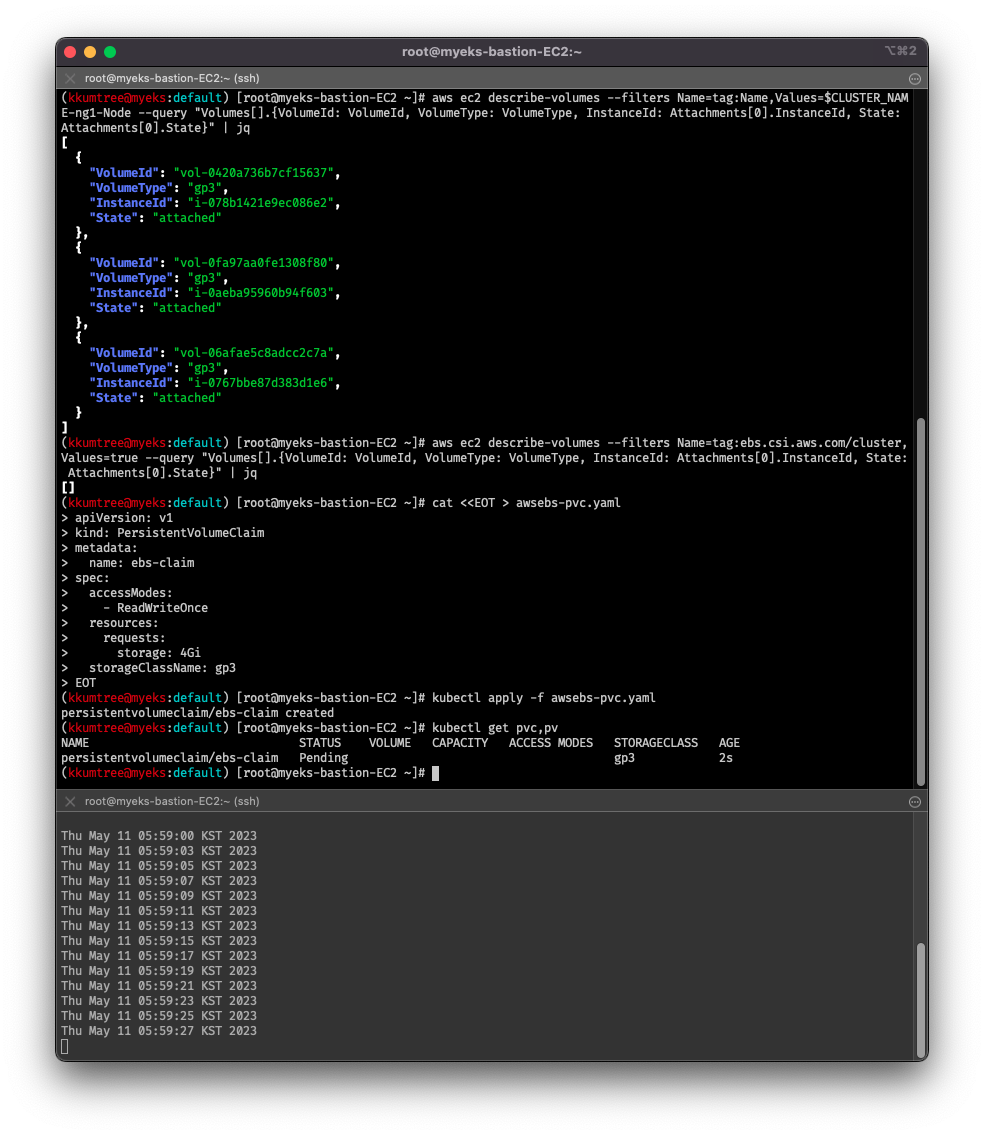 root@myeks-bastion-EC2:~
⌥⌘2
root@myeks-bastion-EC2:~ (ssh)
(kkumtree@myeks:default) [root@myeks-bastion-EC2 ~]# aws ec2 describe-volumes --filters Name=tag:Name,Values=$CLUSTER_NAM
E-ng1-Node --query "Volumes[].{VolumeId: VolumeId, VolumeType: VolumeType, InstanceId: Attachments[0].InstanceId, State:
Attachments[0].State}" | jq
[
  {
    "VolumeId": "vol-0420a736b7cf15637",
    "VolumeType": "gp3",
    "InstanceId": "i-078b1421e9ec086e2",
    "State": "attached"
  },
  {
    "VolumeId": "vol-0fa97aa0fe1308f80",
    "VolumeType": "gp3",
    "InstanceId": "i-0aeba95960b94f603",
    "State": "attached"
  },
  {
    "VolumeId": "vol-06afae5c8adcc2c7a",
    "VolumeType": "gp3",
    "InstanceId": "i-0767bbe87d383d1e6",
    "State": "attached"
  }
]
(kkumtree@myeks:default) [root@myeks-bastion-EC2 ~]# aws ec2 describe-volumes --filters Name=tag:ebs.csi.aws.com/cluster,
Values=true --query "Volumes[].{VolumeId: VolumeId, VolumeType: VolumeType, InstanceId: Attachments[0].InstanceId, State:
 Attachments[0].State}" | jq
[]
(kkumtree@myeks:default) [root@myeks-bastion-EC2 ~]# cat <<EOT > awsebs-pvc.yaml
> apiVersion: v1
> kind: PersistentVolumeClaim
> metadata:
>   name: ebs-claim
> spec:
>   accessModes:
>     - ReadWriteOnce
>   resources:
>     requests:
>       storage: 4Gi
>   storageClassName: gp3
> EOT
(kkumtree@myeks:default) [root@myeks-bastion-EC2 ~]# kubectl apply -f awsebs-pvc.yaml
persistentvolumeclaim/ebs-claim created
(kkumtree@myeks:default) [root@myeks-bastion-EC2 ~]# kubectl get pvc,pv
NAME                              STATUS    VOLUME   CAPACITY   ACCESS MODES   STORAGECLASS   AGE
persistentvolumeclaim/ebs-claim   Pending                                      gp3            2s
(kkumtree@myeks:default) [root@myeks-bastion-EC2 ~]#
root@myeks-bastion-EC2:~ (ssh)
Thu May 11 05:59:00 KST 2023
Thu May 11 05:59:03 KST 2023
Thu May 11 05:59:05 KST 2023
Thu May 11 05:59:07 KST 2023
Thu May 11 05:59:09 KST 2023
Thu May 11 05:59:11 KST 2023
Thu May 11 05:59:13 KST 2023
Thu May 11 05:59:15 KST 2023
Thu May 11 05:59:17 KST 2023
Thu May 11 05:59:19 KST 2023
Thu May 11 05:59:21 KST 2023
Thu May 11 05:59:23 KST 2023
Thu May 11 05:59:25 KST 2023
Thu May 11 05:59:27 KST 2023